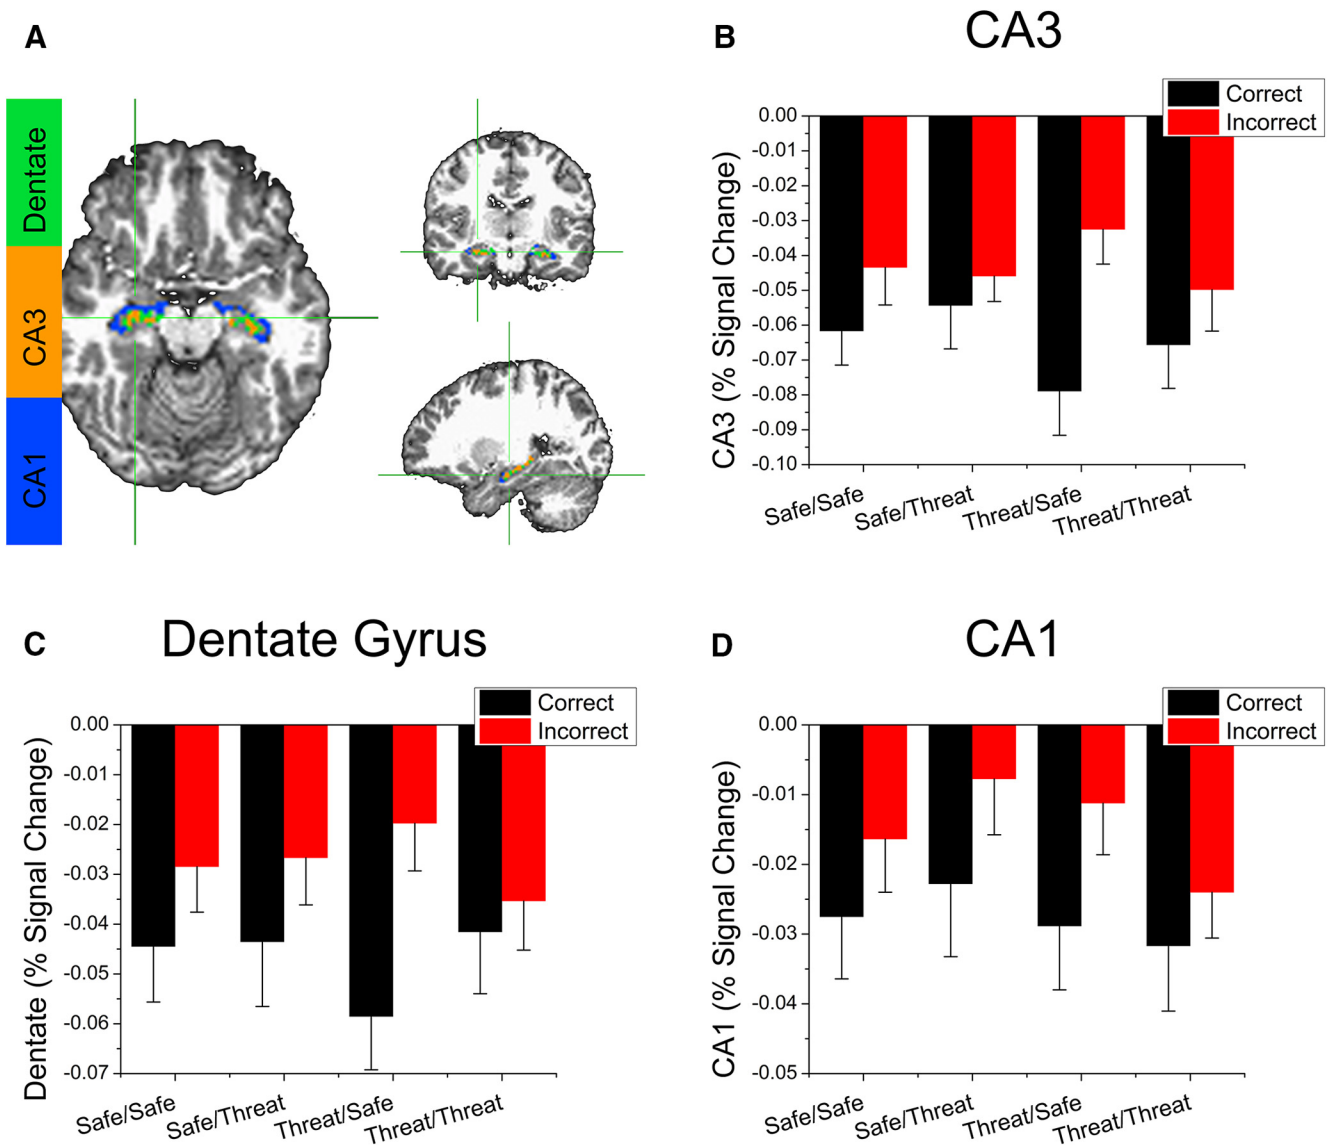 A
Dentate
CA3
CA1
B
CA3
Correct
Incorrect
0.00
-0.01
-0.02
-0.03
-0.04
-0.05
-0.06
-0.07
-0.08
-0.09
-0.10
CA3 (% Signal Change)
Safe/Safe
Safe/Threat
Threat/Safe
Threat/Threat
C
Dentate Gyrus
Correct
Incorrect
0.00
-0.01
-0.02
-0.03
-0.04
-0.05
-0.06
-0.07
Dentate (% Signal Change)
Safe/Safe
Safe/Threat
Threat/Safe
Threat/Threat
D
CA1
Correct
Incorrect
0.00
-0.01
-0.02
-0.03
-0.04
-0.05
CA1 (% Signal Change)
Safe/Safe
Safe/Threat
Threat/Safe
Threat/Threat